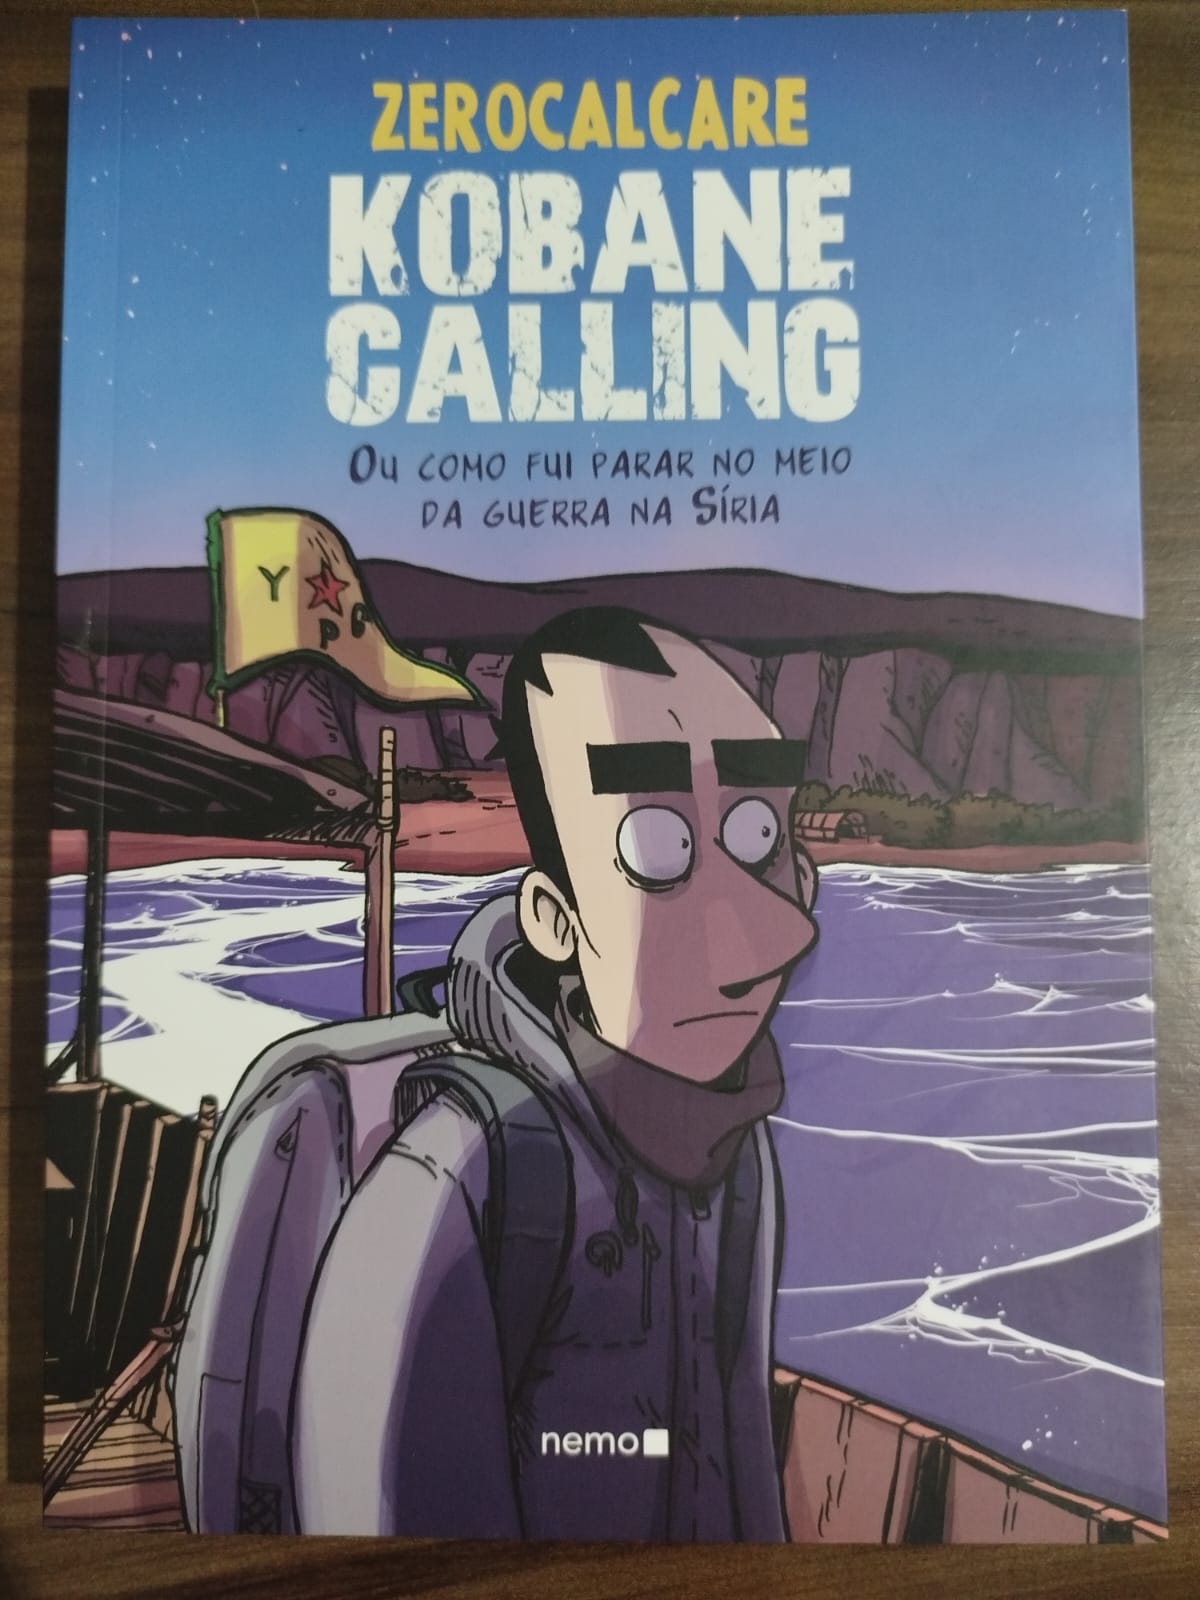 ZEROCALCARE
KOBANE
CALLING
OU COMO FUI PARAR NO MEIO
DA GUERRA NA SÍRIA
Y P G
nemo